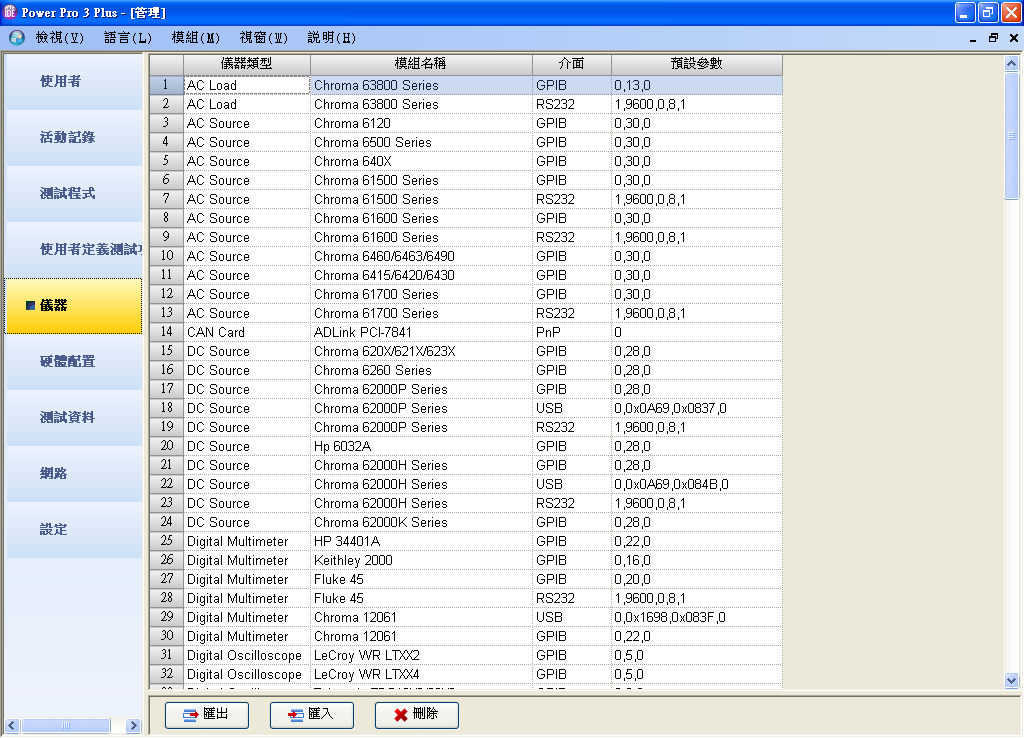 Power Pro 3 Plus - [管理]
檢視(V) 語言(L) 模組(M) 視窗(W) 說明(H)
使用者
活動記錄
測試程式
使用者定義測試
儀器
硬體配置
測試資料
網路
設定
儀器類型 模組名稱 介面 預設參數
1 AC Load Chroma 63800 Series GPIB 0,13,0
2 AC Load Chroma 63800 Series RS232 1,9600,0,8,1
3 AC Source Chroma 6120 GPIB 0,30,0
4 AC Source Chroma 6500 Series GPIB 0,30,0
5 AC Source Chroma 640X GPIB 0,30,0
6 AC Source Chroma 61500 Series GPIB 0,30,0
7 AC Source Chroma 61500 Series RS232 1,9600,0,8,1
8 AC Source Chroma 61600 Series GPIB 0,30,0
9 AC Source Chroma 61600 Series RS232 1,9600,0,8,1
10 AC Source Chroma 6460/6463/6490 GPIB 0,30,0
11 AC Source Chroma 6415/6420/6430 GPIB 0,30,0
12 AC Source Chroma 61700 Series GPIB 0,30,0
13 AC Source Chroma 61700 Series RS232 1,9600,0,8,1
14 CAN Card ADLink PCI-7841 PnP 0
15 DC Source Chroma 620X/621X/623X GPIB 0,28,0
16 DC Source Chroma 6260 Series GPIB 0,28,0
17 DC Source Chroma 62000P Series GPIB 0,28,0
18 DC Source Chroma 62000P Series USB 0,0x0A69,0x0837,0
19 DC Source Chroma 62000P Series RS232 1,9600,0,8,1
20 DC Source Hp 6032A GPIB 0,28,0
21 DC Source Chroma 62000H Series GPIB 0,28,0
22 DC Source Chroma 62000H Series USB 0,0x0A69,0x084B,0
23 DC Source Chroma 62000H Series RS232 1,9600,0,8,1
24 DC Source Chroma 62000K Series GPIB 0,28,0
25 Digital Multimeter HP 34401A GPIB 0,22,0
26 Digital Multimeter Keithley 2000 GPIB 0,16,0
27 Digital Multimeter Fluke 45 GPIB 0,20,0
28 Digital Multimeter Fluke 45 RS232 1,9600,0,8,1
29 Digital Multimeter Chroma 12061 USB 0,0x1698,0x083F,0
30 Digital Multimeter Chroma 12061 GPIB 0,22,0
31 Digital Oscilloscope LeCroy WR LTXX2 GPIB 0,5,0
32 Digital Oscilloscope LeCroy WR LTXX4 GPIB 0,5,0
匯出 匯入 刪除